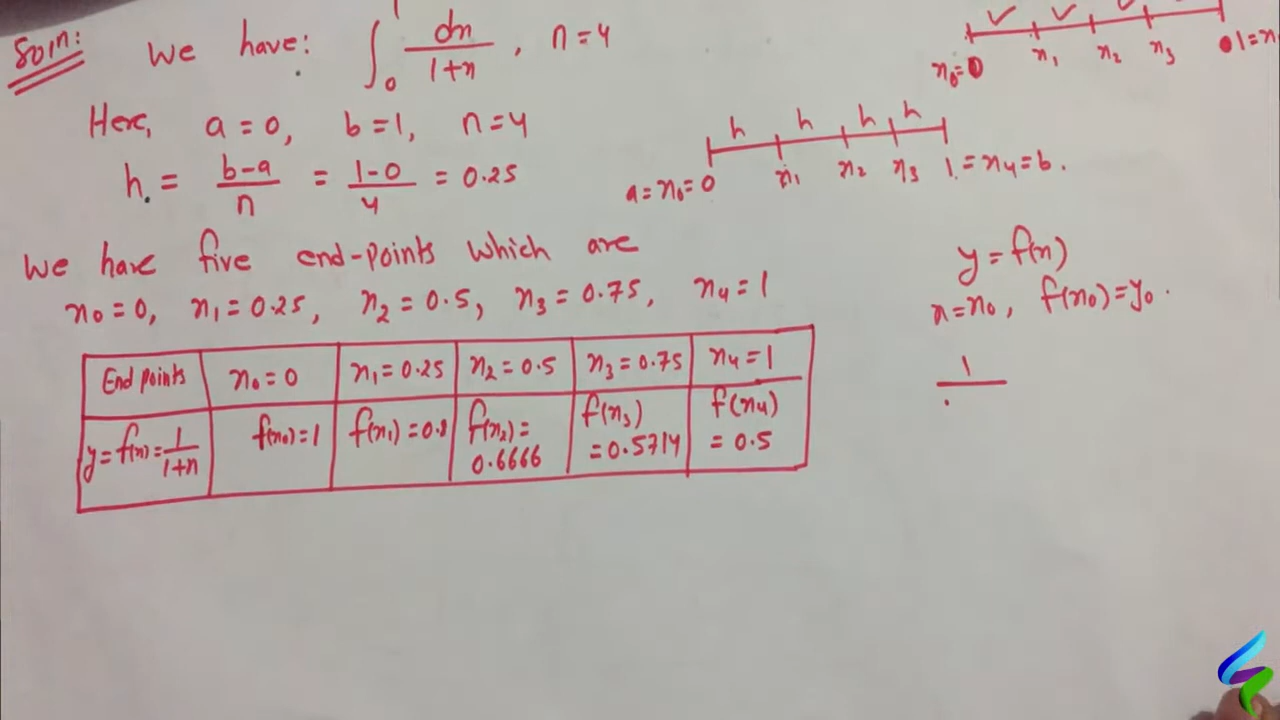 Soln: We have: ∫₀¹ dx/(1+x), n=4
Here, a=0, b=1, n=4
h = (b-a)/n = (1-0)/4 = 0.25
We have five end-points which are
x₀=0, x₁=0.25, x₂=0.5, x₃=0.75, x₄=1
End points x₀=0 x₁=0.25 x₂=0.5 x₃=0.75 x₄=1
y=f(x)=1/(1+x) f(x₀)=1 f(x₁)=0.8 f(x₂)=0.6666 f(x₃)=0.5714 f(x₄)=0.5
x₀=0 x₁ x₂ x₃ 1=x
h h h h
a=x₀=0 x₁ x₂ x₃ 1=x₄=b.
y=f(x)
x=x₀, f(x₀)=y₀.
1